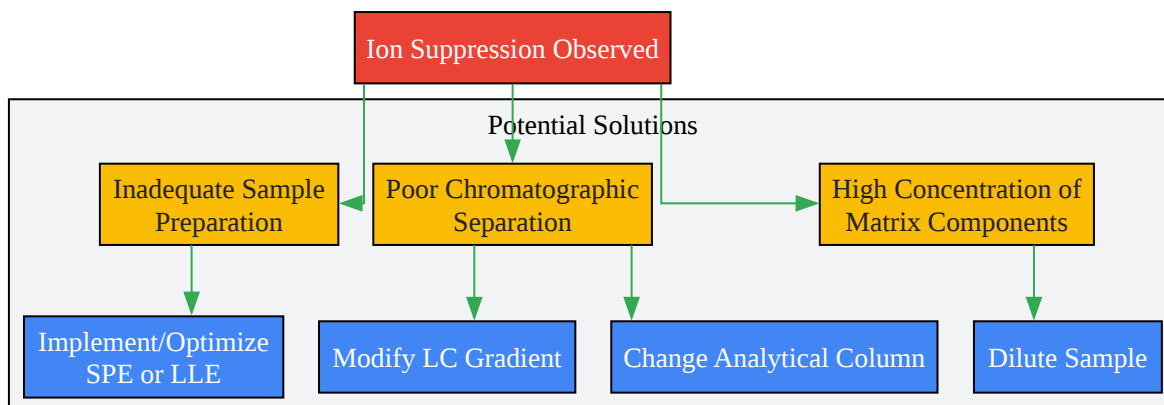 Ion Suppression Observed
Potential Solutions
Inadequate Sample
Preparation
Poor Chromatographic
Separation
High Concentration of
Matrix Components
Implement/Optimize
SPE or LLE
Modify LC Gradient
Change Analytical Column
Dilute Sample